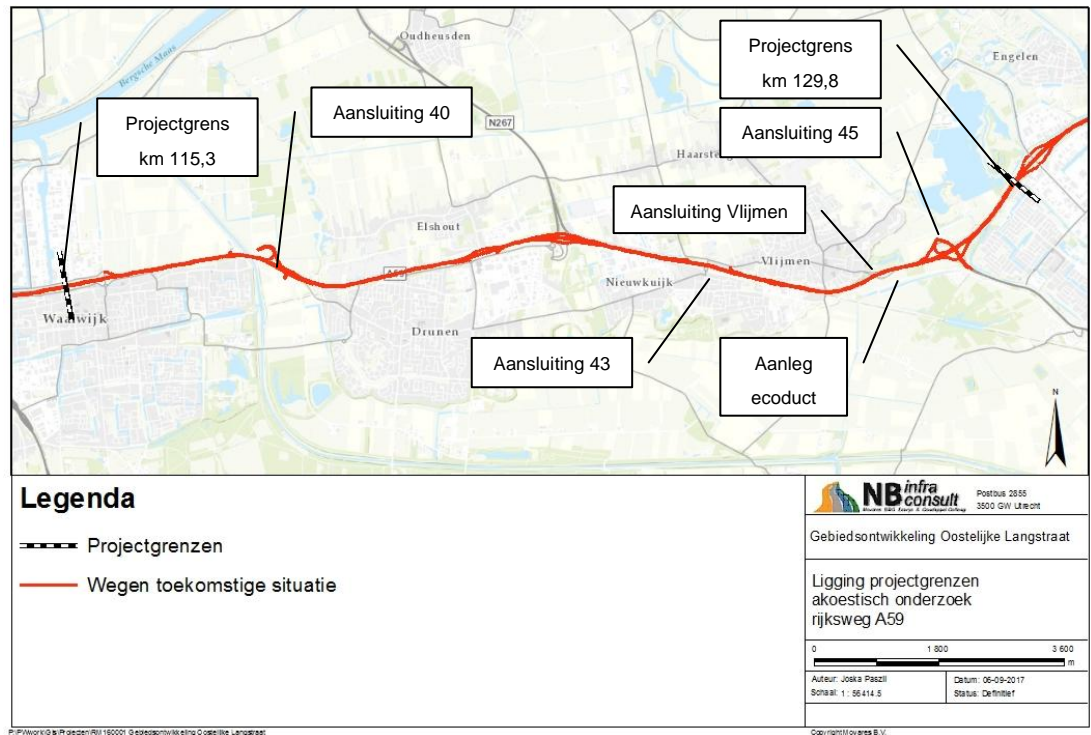 Oudheusden
Bergsche Maas
Projectgrens
km 129,8
Engelen
Projectgrens
km 115,3
Aansluiting 40
N267
Aansluiting 45
Haarsteeg
Aansluiting Vlijmen
Elshout
A59
Nieuwkuijk
Vlijmen
Waalwijk
Drunen
Aansluiting 43
Aanleg
ecoduct
N
Legenda
Projectgrenzen
Wegen toekomstige situatie
NB infra
consult
Postbus 2855
3500 GW Utrecht
Gebiedsontwikkeling Oostelijke Langstraat
Ligging projectgrenzen
akoestisch onderzoek
rijksweg A59
0 1 800 3 600
m
Auteur: Joska Paszli
Datum: 06-09-2017
Schaal: 1 : 56414.5
Status: Definitief
Copyright Movares B.V.